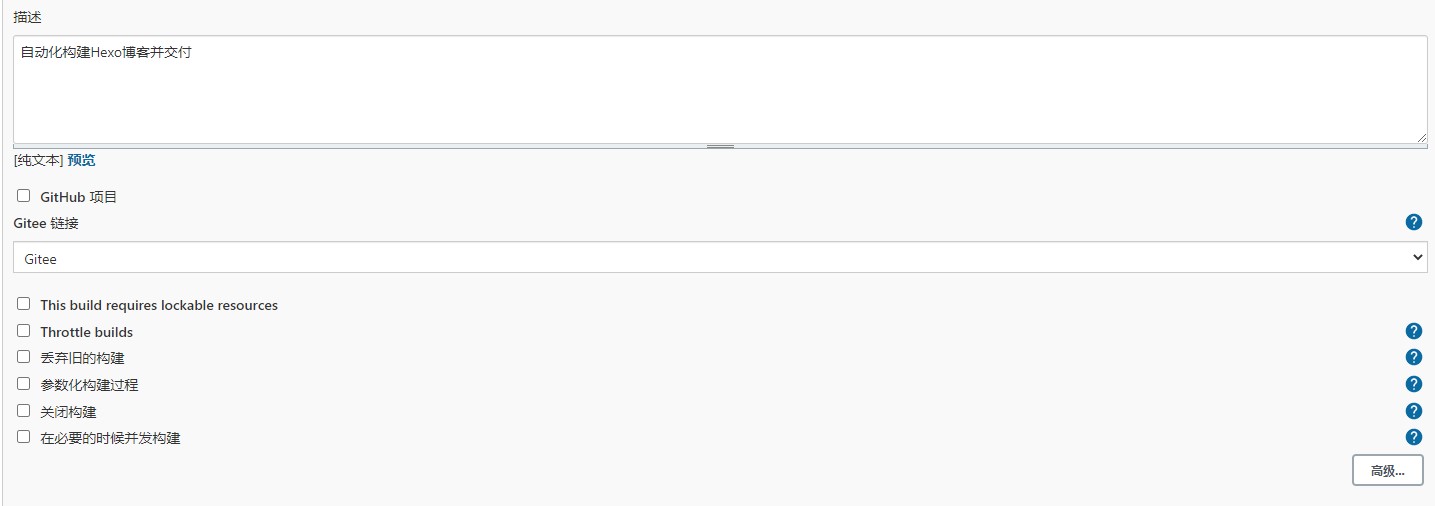 描述
自动化构建Hexo博客并交付
[纯文本] 预览
GitHub 项目
Gitee 链接
?
Gitee
This build requires lockable resources
Throttle builds
?
丢弃旧的构建
?
参数化构建过程
?
关闭构建
?
在必要的时候并发构建
?
高级...